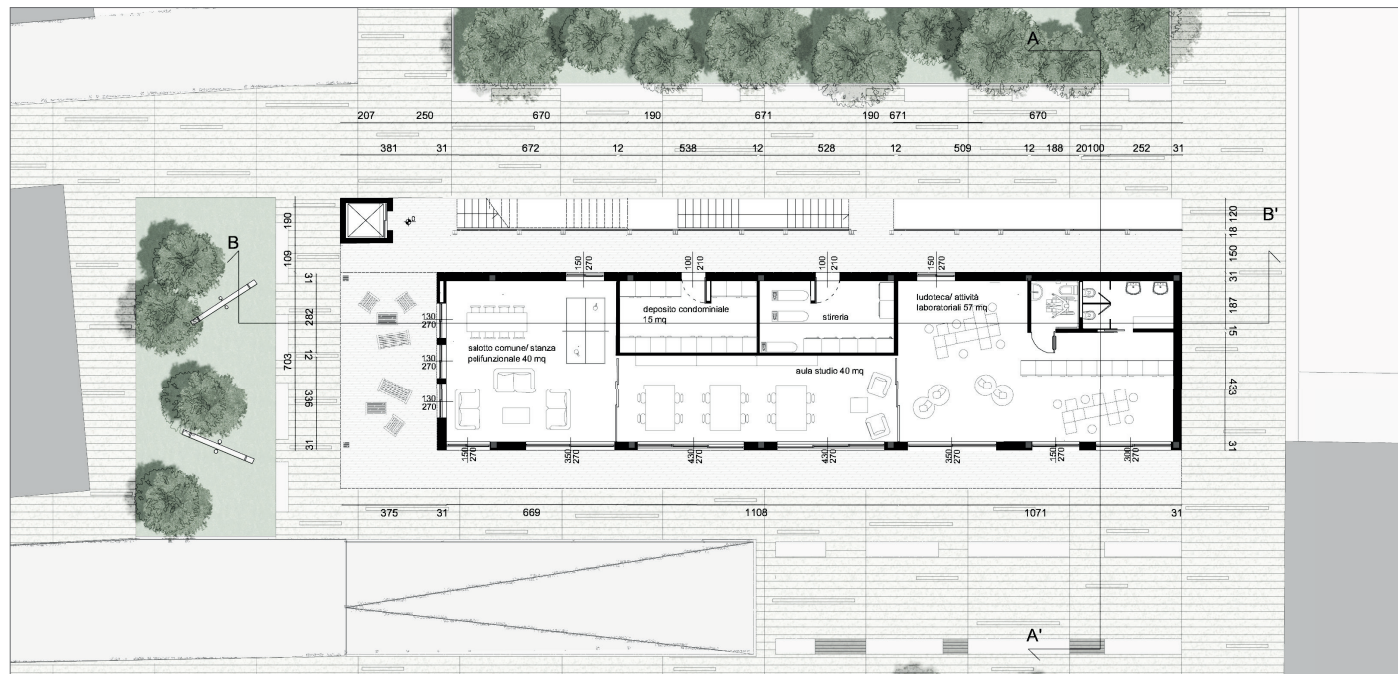 A
207 250 670 190 671 190 671 670
381 31 672 12 538 12 528 12 509 12 188 20100 252 31
B'
B
190
109
31
282
12
703
336
31
120
18
150
31
187
15
433
31
150
270
100
210
100
210
150
270
deposito condominiale
15 mq
stireria
ludoteca/ attività
laboratoriali 57 mq
130
270
salotto comune/ stanza
polifunzionale 40 mq
130
270
aula studio 40 mq
130
270
150
270
350
270
430
270
430
270
350
270
150
270
300
270
375 31 669 1108 1071 31
A'